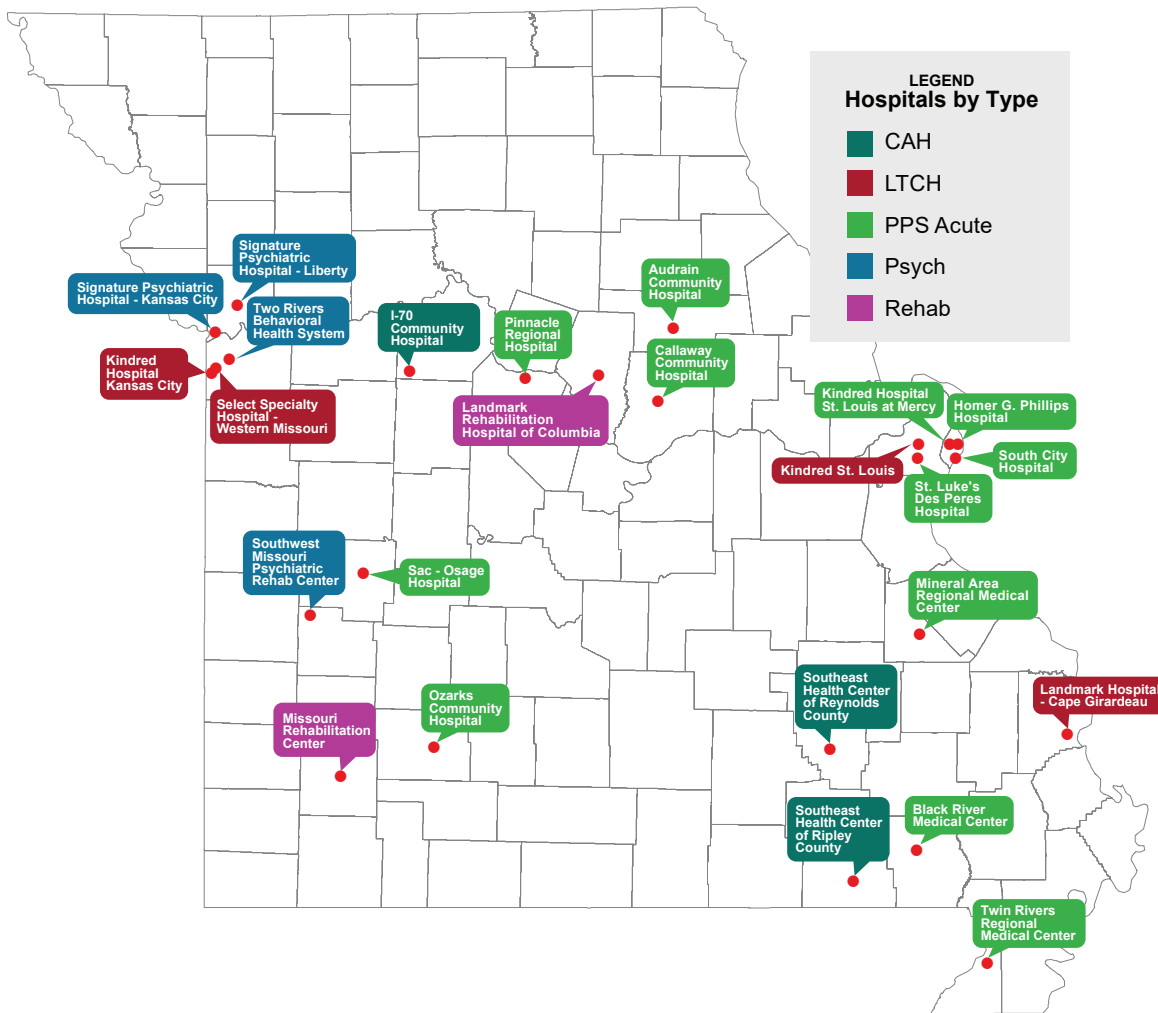 LEGEND
Hospitals by Type
CAH
LTCH
PPS Acute
Psych
Rehab
Signature
Psychiatric
Hospital - Liberty
Signature Psychiatric
Hospital - Kansas City
Two Rivers
Behavioral
Health System
Kindred
Hospital
Kansas City
Select Specialty
Hospital -
Western Missouri
I-70
Community
Hospital
Pinnacle
Regional
Hospital
Landmark
Rehabilitation
Hospital of Columbia
Audrain
Community
Hospital
Callaway
Community
Hospital
Kindred Hospital
St. Louis at Mercy
Homer G. Phillips
Hospital
South City
Hospital
Kindred St. Louis
St. Luke's
Des Peres
Hospital
Southwest
Missouri
Psychiatric
Rehab Center
Sac - Osage
Hospital
Mineral Area
Regional Medical
Center
Southeast
Health Center
of Reynolds
County
Landmark Hospital
- Cape Girardeau
Ozarks
Community
Hospital
Missouri
Rehabilitation
Center
Southeast
Health Center
of Ripley
County
Black River
Medical Center
Twin Rivers
Regional
Medical Center